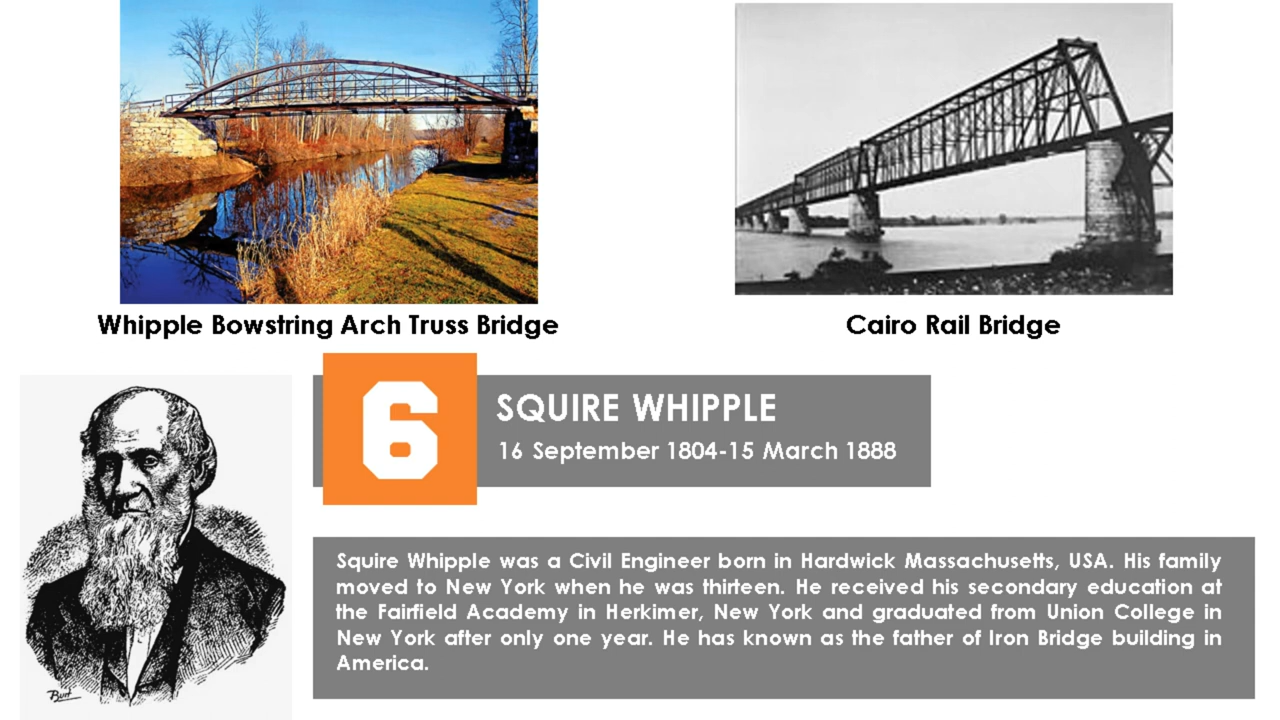 Whipple Bowstring Arch Truss Bridge
Cairo Rail Bridge
6
SQUIRE WHIPPLE
16 September 1804-15 March 1888
Squire Whipple was a Civil Engineer born in Hardwick Massachusetts, USA. His family
moved to New York when he was thirteen. He received his secondary education at
the Fairfield Academy in Herkimer, New York and graduated from Union College in
New York after only one year. He has known as the father of Iron Bridge building in
America.
Burt